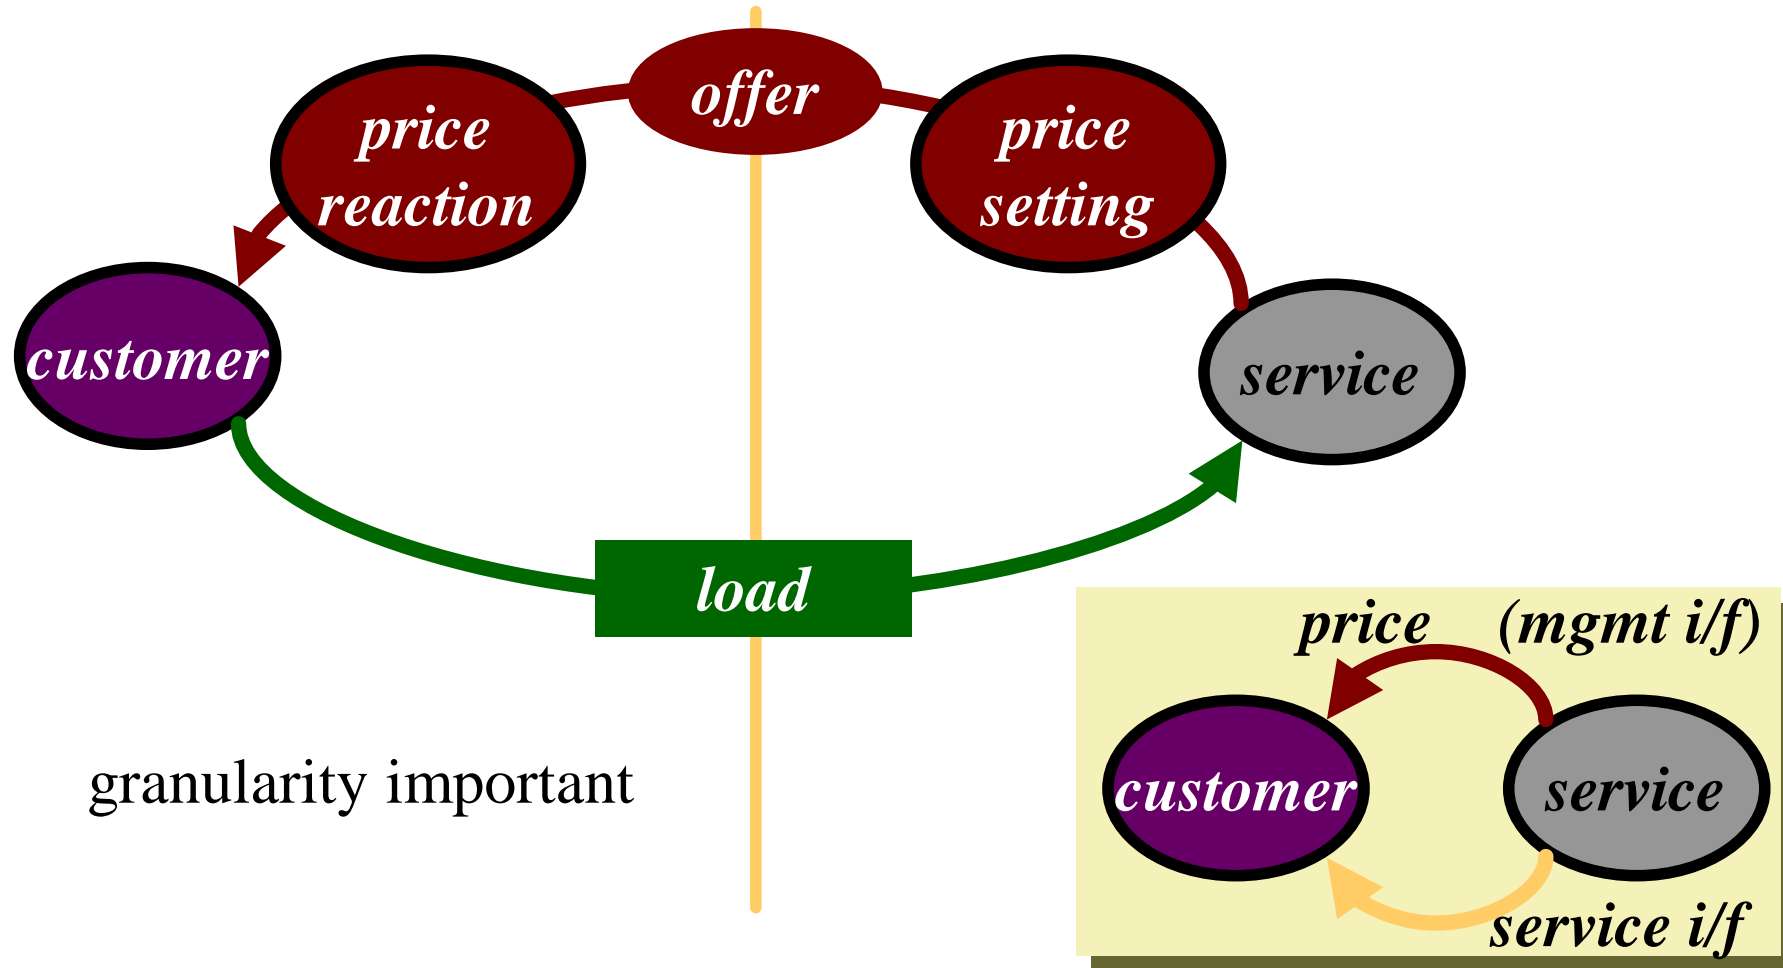 offer
price
reaction
price
setting
customer
service
load
granularity important
price (mgmt i/f)
customer
service
service i/f